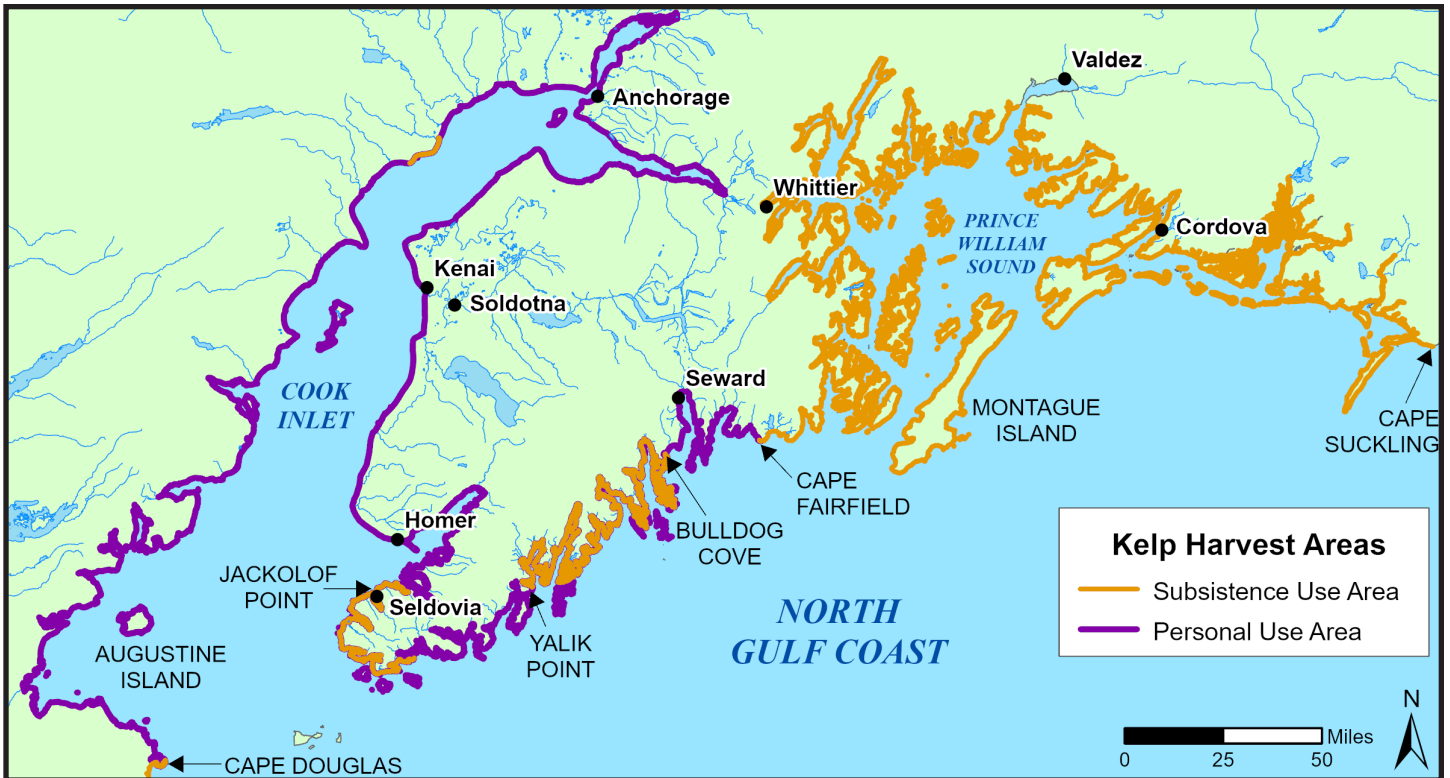 Valdez
Anchorage
Whittier
PRINCE
WILLIAM
SOUND
Cordova
Kenai
Soldotna
COOK
INLET
Seward
MONTAGUE
ISLAND
CAPE
SUCKLING
CAPE
FAIRFIELD
BULLDOG
COVE
Homer
JACKOLOF
POINT
Seldovia
YALIK
POINT
AUGUSTINE
ISLAND
NORTH
GULF COAST
CAPE DOUGLAS
Kelp Harvest Areas
Subsistence Use Area
Personal Use Area
N
Miles
0 25 50